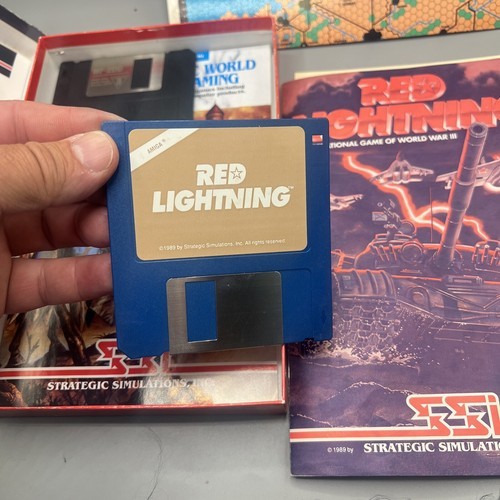 WORLD
AMING
AMIGA
RED
LIGHTNING™
©1989 by Strategic Simulations, Inc. All rights reserved.
SSI
STRATEGIC SIMULATIONS, INC.
RED
LIGHTNING
ATIONAL GAME OF WORLD WAR III
SSI
© 1989 by STRATEGIC SIMULATIO